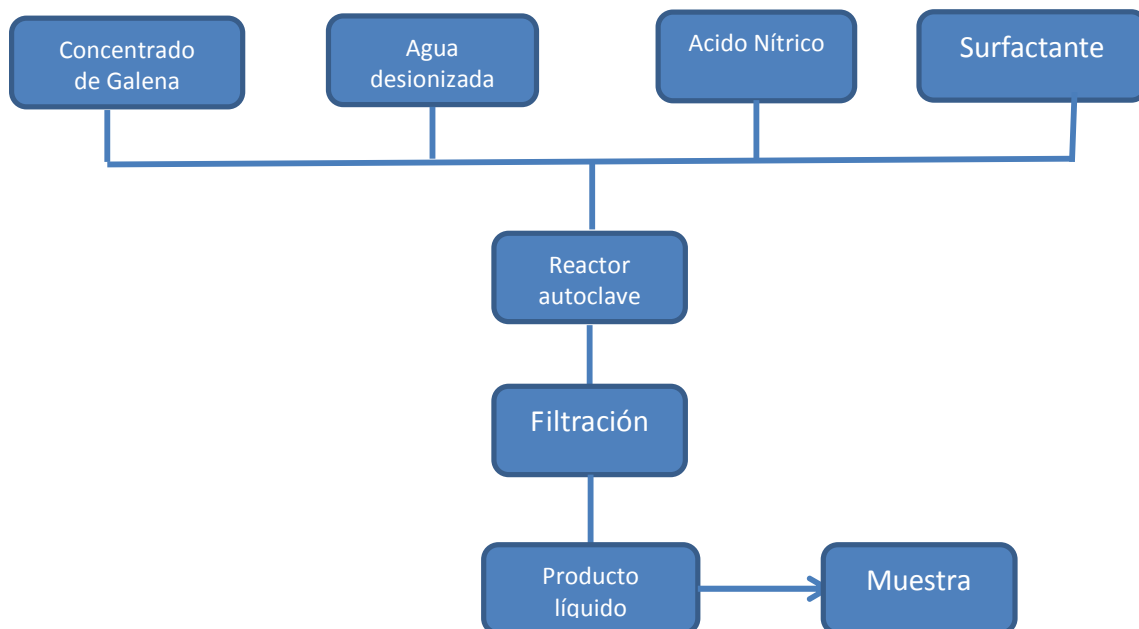 Concentrado
de Galena
Agua
desionizada
Acido Nítrico
Surfactante
Reactor
autoclave
Filtración
Producto
líquido
Muestra